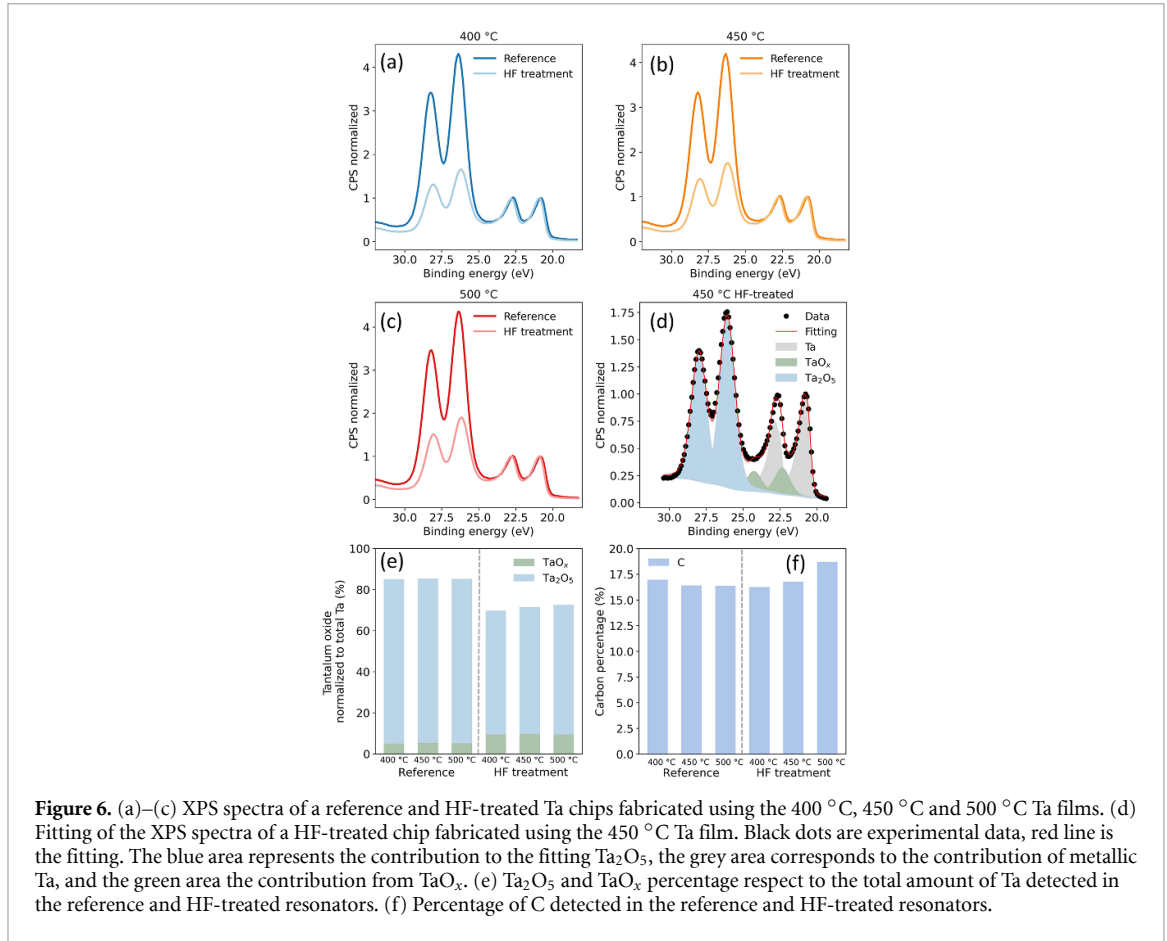 400 °C
(a)
Reference
HF treatment
4
3
2
1
0
CPS normalized
30.0 27.5 25.0 22.5 20.0
Binding energy (eV)
450 °C
(b)
Reference
HF treatment
4
3
2
1
0
CPS normalized
30.0 27.5 25.0 22.5 20.0
Binding energy (eV)
500 °C
(c)
Reference
HF treatment
4
3
2
1
0
CPS normalized
30.0 27.5 25.0 22.5 20.0
Binding energy (eV)
450 °C HF-treated
(d)
Data
Fitting
Ta
TaOₓ
Ta₂O₅
1.75
1.50
1.25
1.00
0.75
0.50
0.25
0.00
CPS normalized
30.0 27.5 25.0 22.5 20.0
Binding energy (eV)
(e)
TaOₓ
Ta₂O₅
100
80
60
40
20
0
Tantalum oxide
normalized to total Ta (%)
400 °C 450 °C 500 °C 400 °C 450 °C 500 °C
Reference HF treatment
(f)
C
20.0
17.5
15.0
12.5
10.0
7.5
5.0
2.5
0.0
Carbon percentage (%)
400 °C 450 °C 500 °C 400 °C 450 °C 500 °C
Reference HF treatment
Figure 6. (a)–(c) XPS spectra of a reference and HF-treated Ta chips fabricated using the 400 °C, 450 °C and 500 °C Ta films. (d)
Fitting of the XPS spectra of a HF-treated chip fabricated using the 450 °C Ta film. Black dots are experimental data, red line is
the fitting. The blue area represents the contribution to the fitting Ta₂O₅, the grey area corresponds to the contribution of metallic
Ta, and the green area the contribution from TaOₓ. (e) Ta₂O₅ and TaOₓ percentage respect to the total amount of Ta detected in
the reference and HF-treated resonators. (f) Percentage of C detected in the reference and HF-treated resonators.